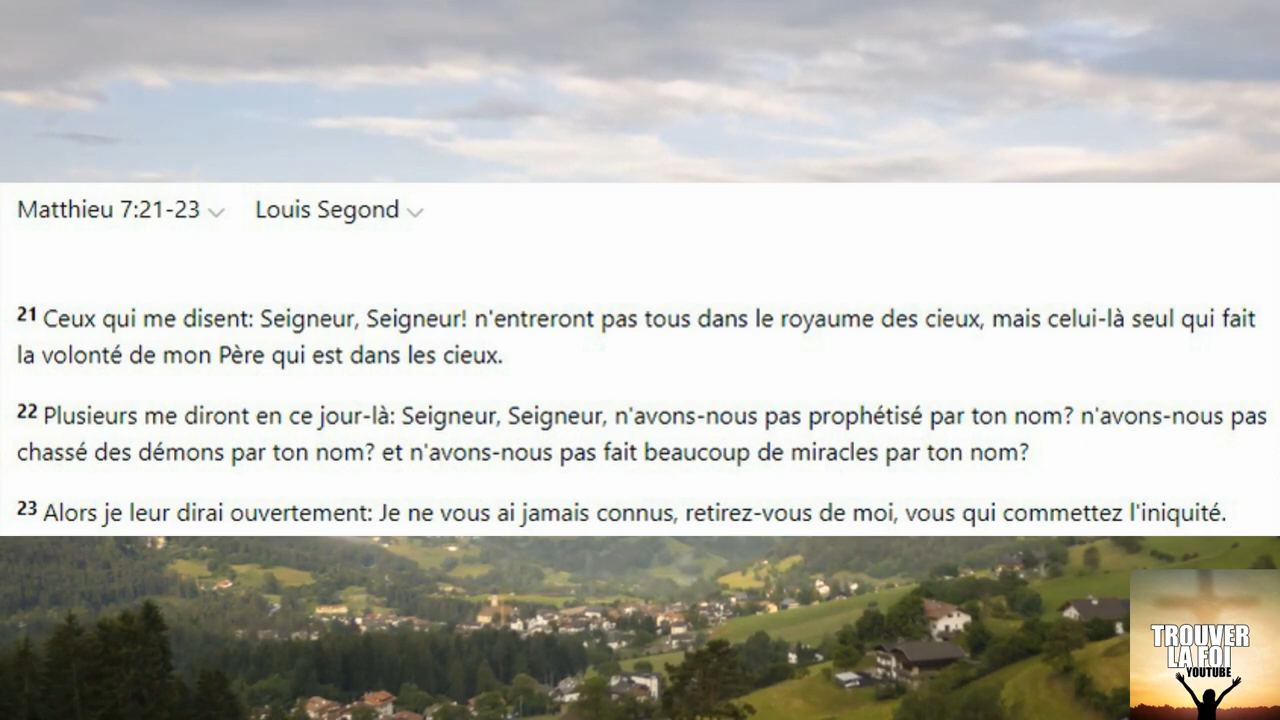 Matthieu 7:21-23 Louis Segond
21 Ceux qui me disent: Seigneur, Seigneur! n'entreront pas tous dans le royaume des cieux, mais celui-là seul qui fait
la volonté de mon Père qui est dans les cieux.
22 Plusieurs me diront en ce jour-là: Seigneur, Seigneur, n'avons-nous pas prophétisé par ton nom? n'avons-nous pas
chassé des démons par ton nom? et n'avons-nous pas fait beaucoup de miracles par ton nom?
23 Alors je leur dirai ouvertement: Je ne vous ai jamais connus, retirez-vous de moi, vous qui commettez l'iniquité.
TROUVER
LA FOI
YOUTUBE